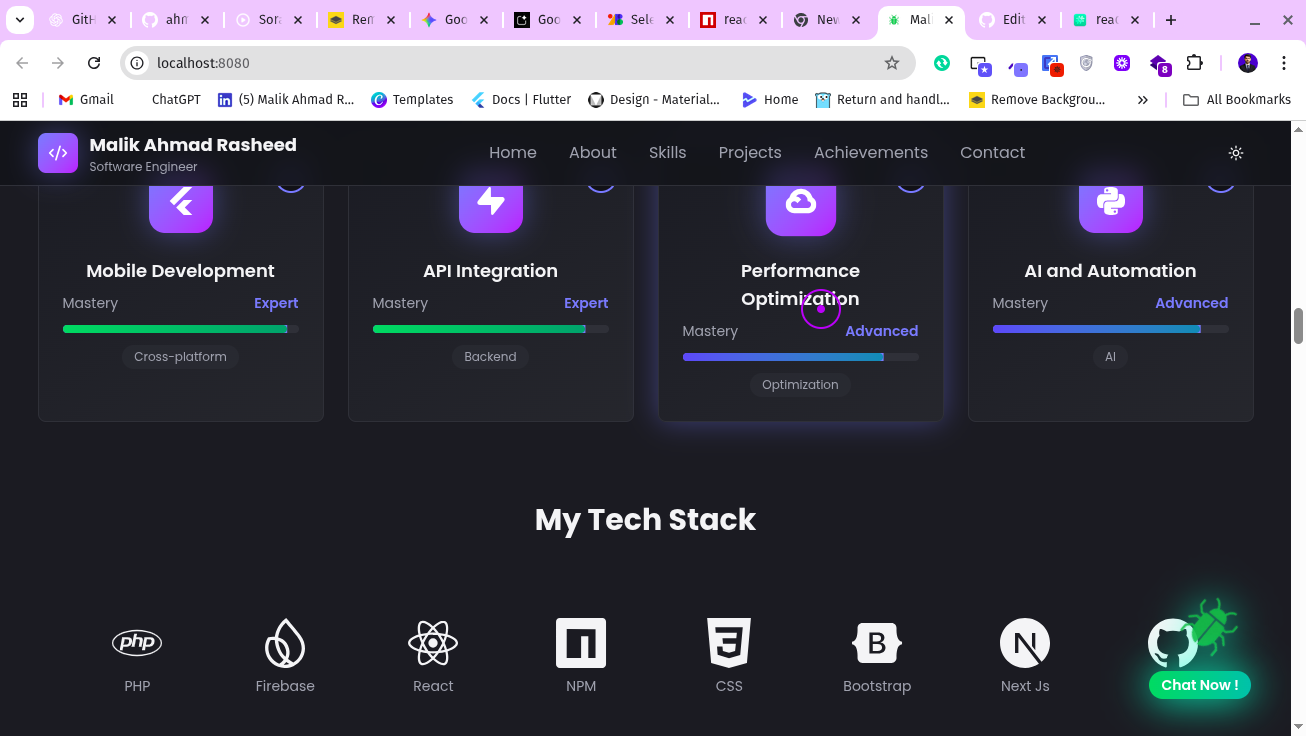 GitH
ahm
Sora
Rem
Goo
Goo
Sele
reac
New
Mali
Edit
reac
localhost:8080
8
Gmail
ChatGPT
(5) Malik Ahmad R...
Templates
Docs | Flutter
Design - Material...
Home
Return and handl...
Remove Backgrou...
All Bookmarks
Malik Ahmad Rasheed
Software Engineer
Home
About
Skills
Projects
Achievements
Contact
Mobile Development
Mastery
Expert
Cross-platform
API Integration
Mastery
Expert
Backend
Performance
Optimization
Mastery
Advanced
Optimization
AI and Automation
Mastery
Advanced
AI
My Tech Stack
php
PHP
Firebase
React
NPM
CSS
Bootstrap
Next Js
Chat Now !